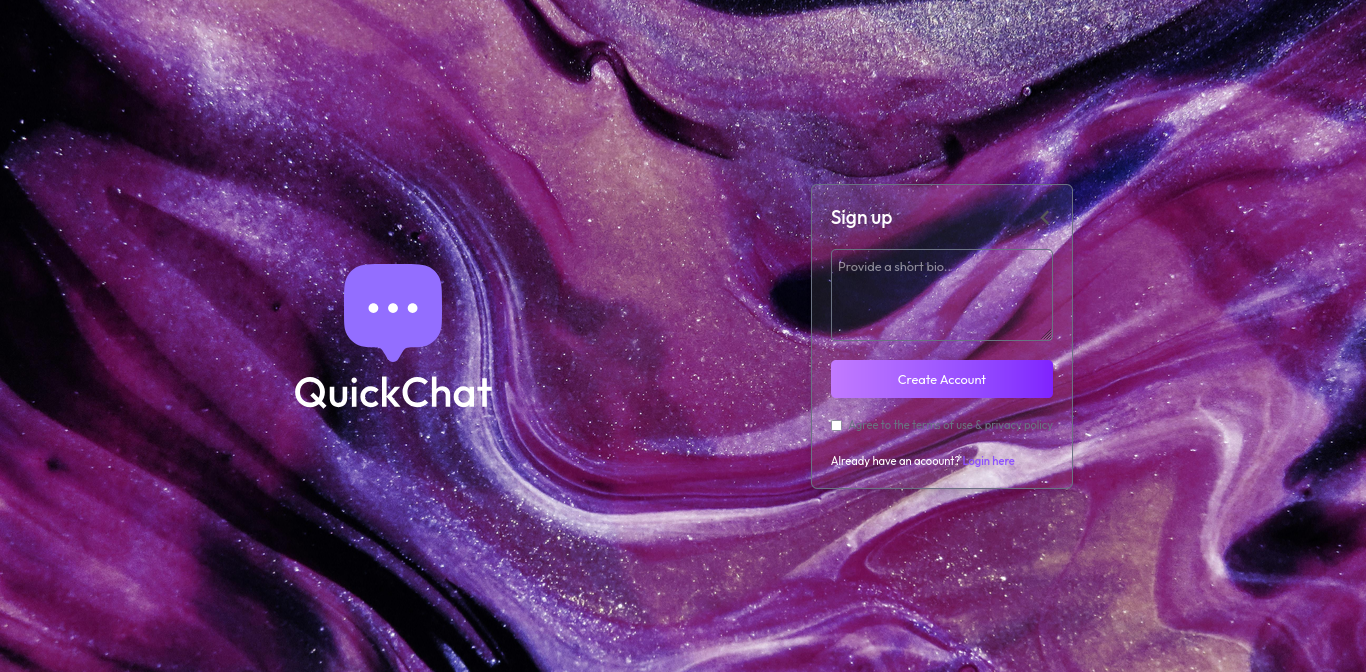 Sign up
Provide a short bio...
QuickChat
Create Account
I agree to the terms of use & privacy policy
Already have an acoount? Login here